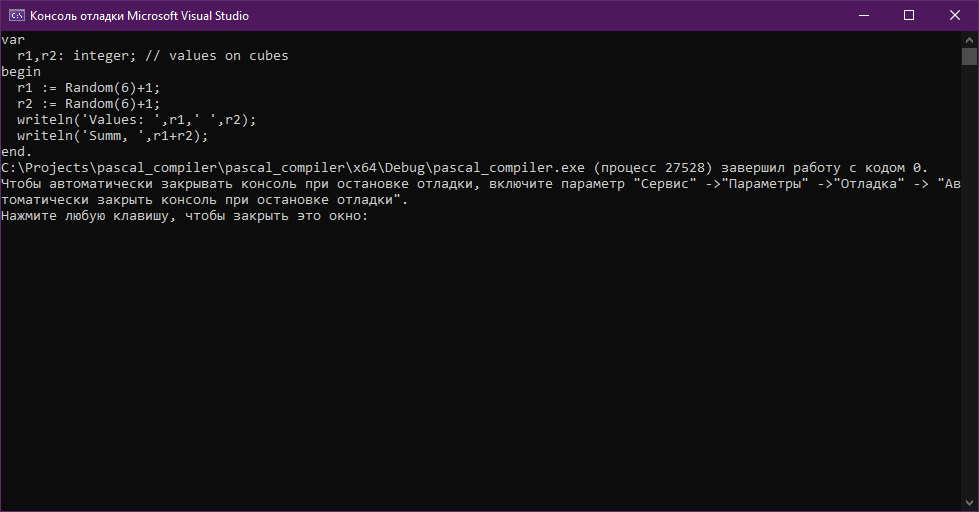 Консоль отладки Microsoft Visual Studio
var
  r1,r2: integer; // values on cubes
begin
  r1 := Random(6)+1;
  r2 := Random(6)+1;
  writeln('Values: ',r1,' ',r2);
  writeln('Summ, ',r1+r2);
end.
C:\Projects\pascal_compiler\pascal_compiler\x64\Debug\pascal_compiler.exe (процесс 27528) завершил работу с кодом 0.
Чтобы автоматически закрывать консоль при остановке отладки, включите параметр "Сервис" ->"Параметры" ->"Отладка" -> "Ав
томатически закрыть консоль при остановке отладки".
Нажмите любую клавишу, чтобы закрыть это окно: